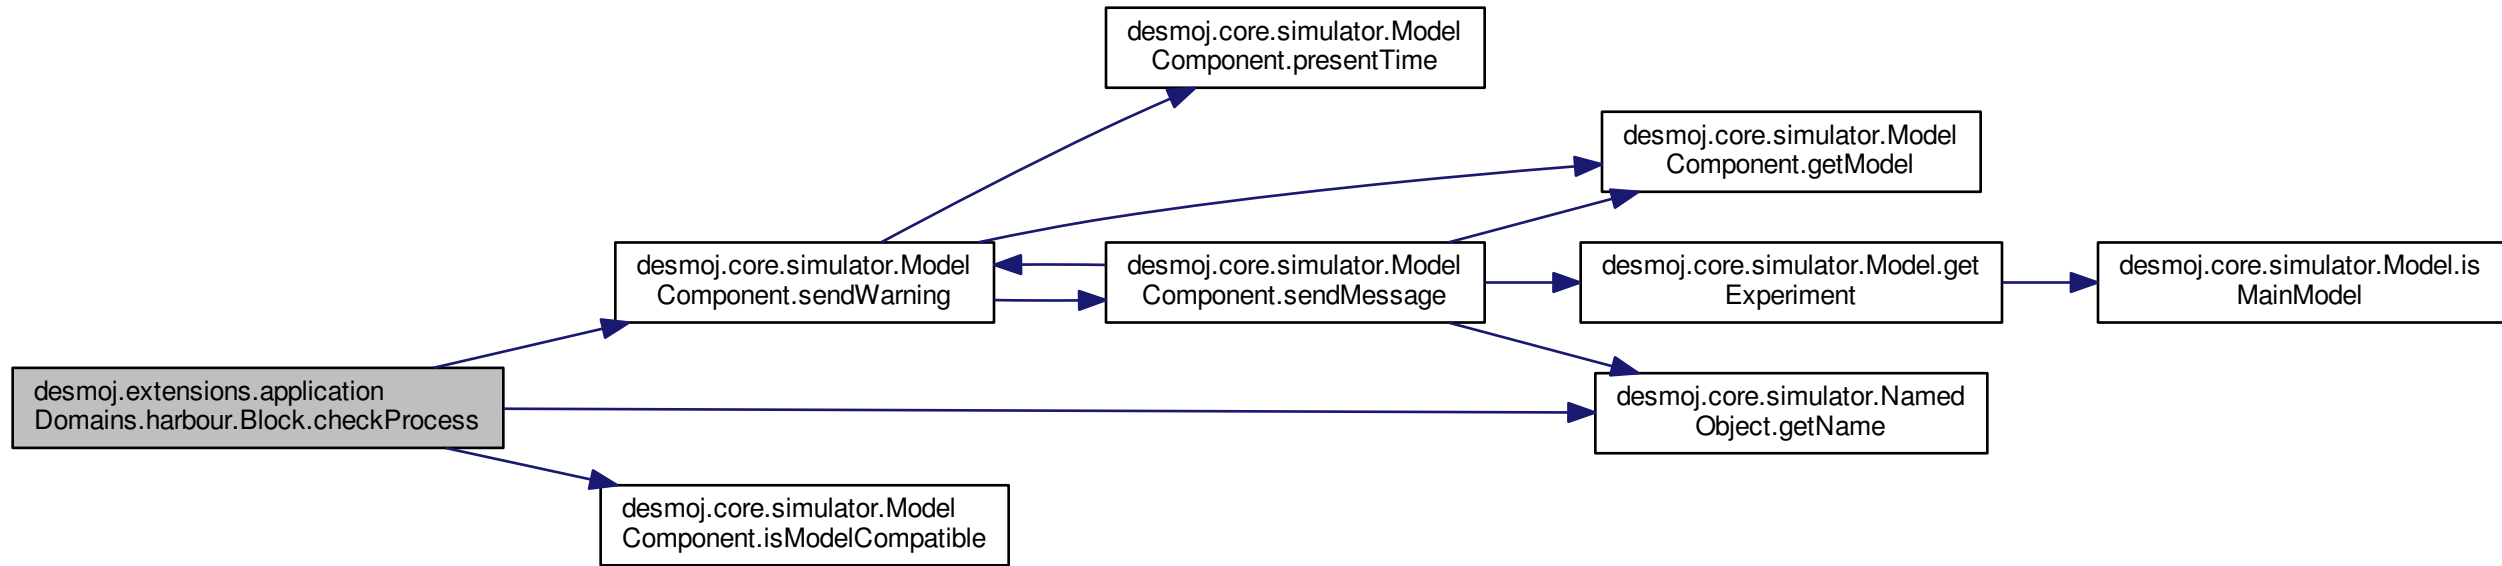 desmoj.core.simulator.Model
Component.presentTime
desmoj.core.simulator.Model
Component.getModel
desmoj.core.simulator.Model
Component.sendWarning
desmoj.core.simulator.Model
Component.sendMessage
desmoj.core.simulator.Model.get
Experiment
desmoj.core.simulator.Model.is
MainModel
desmoj.extensions.application
Domains.harbour.Block.checkProcess
desmoj.core.simulator.Named
Object.getName
desmoj.core.simulator.Model
Component.isModelCompatible